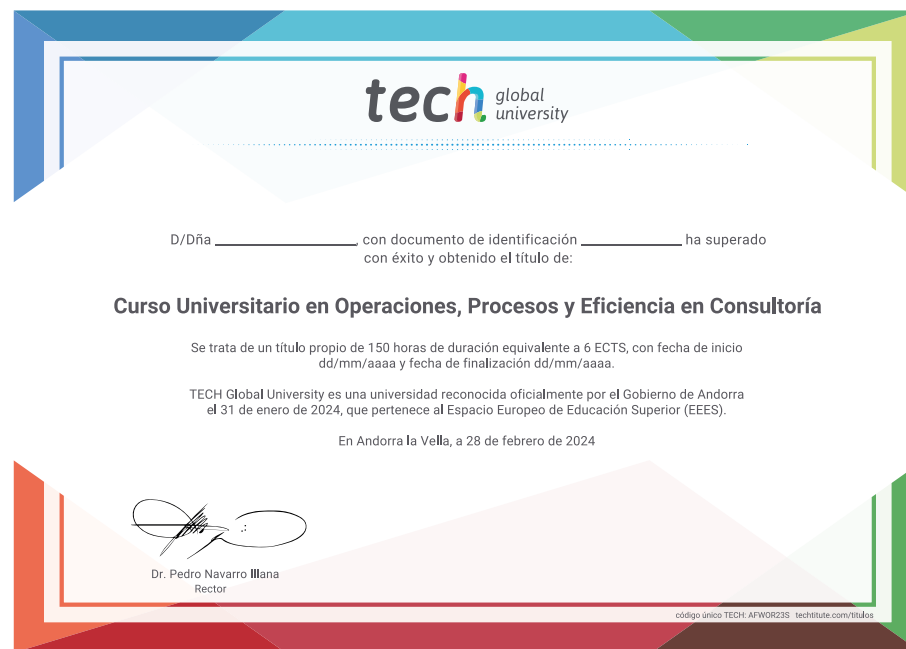 tech global university
D/Dña ____________________, con documento de identificación ______________ ha superado
con éxito y obtenido el título de:
Curso Universitario en Operaciones, Procesos y Eficiencia en Consultoría
Se trata de un título propio de 150 horas de duración equivalente a 6 ECTS, con fecha de inicio
dd/mm/aaaa y fecha de finalización dd/mm/aaaa.
TECH Global University es una universidad reconocida oficialmente por el Gobierno de Andorra
el 31 de enero de 2024, que pertenece al Espacio Europeo de Educación Superior (EEES).
En Andorra la Vella, a 28 de febrero de 2024
Dr. Pedro Navarro Illana
Rector
código único TECH: AFWOR23S techtitute.com/titulos